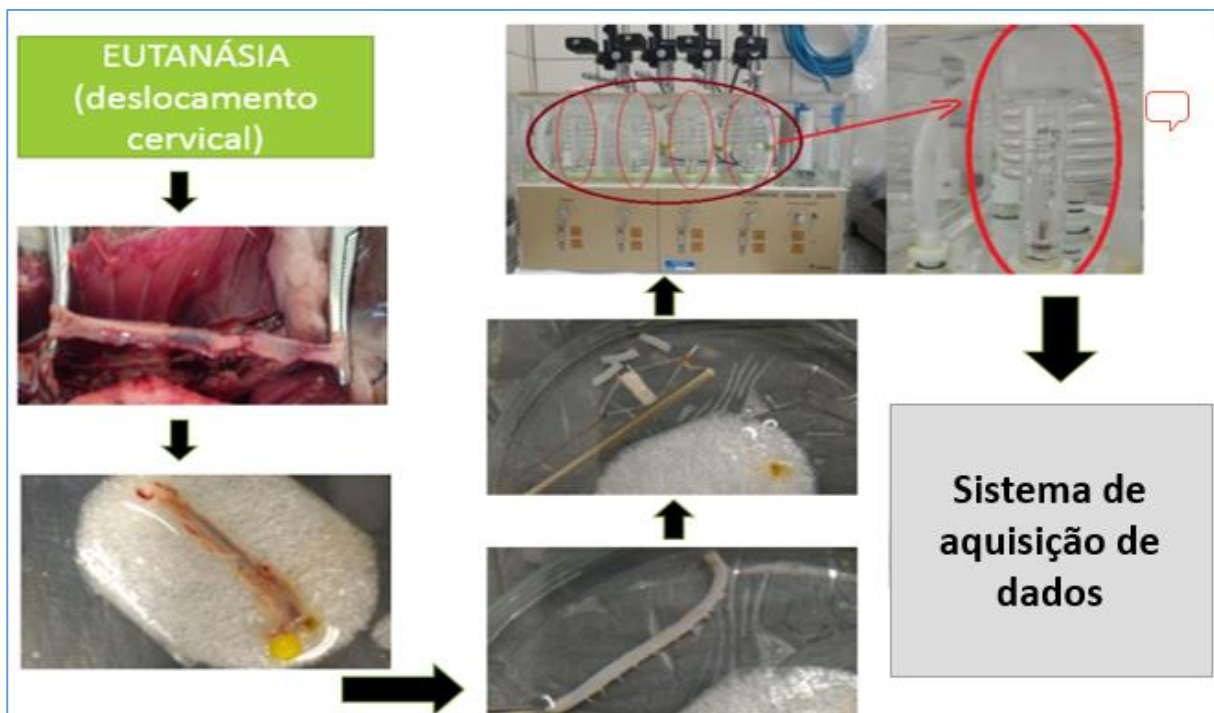 EUTANÁSIA
(deslocamento
cervical)
Sistema de
aquisição de
dados